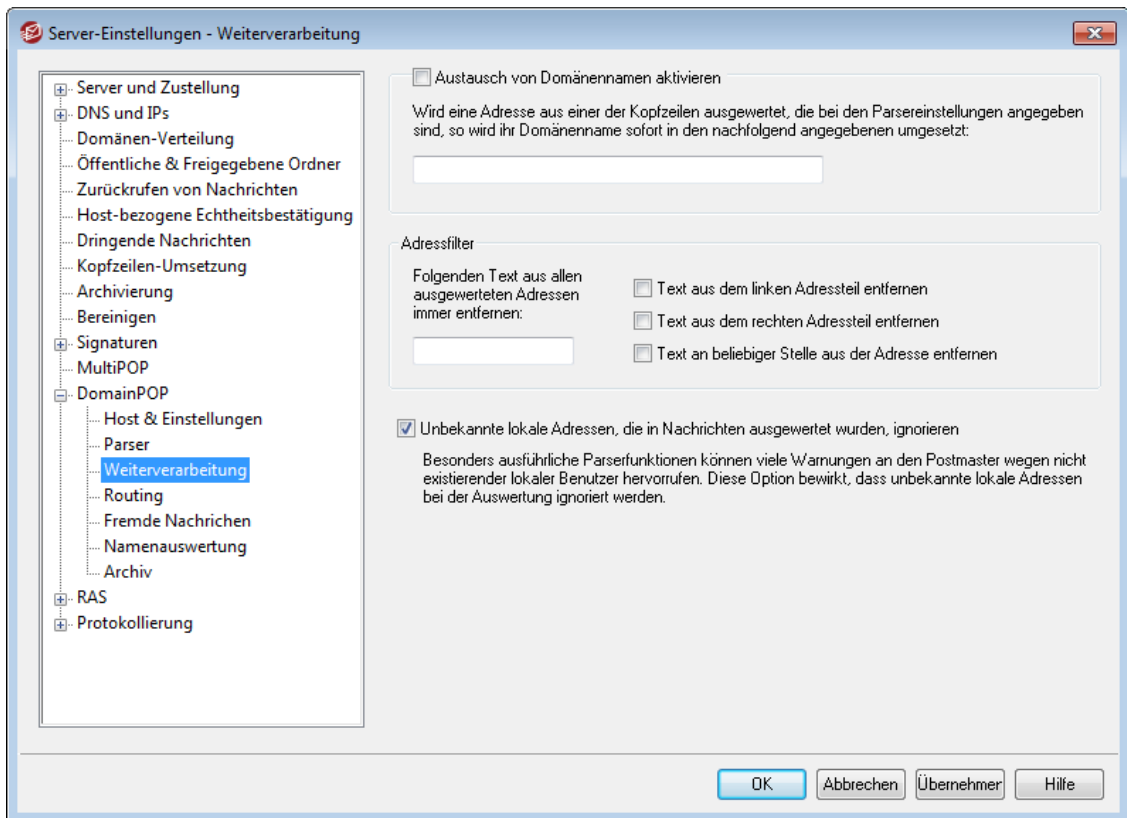 Server-Einstellungen - Weiterverarbeitung
Server und Zustellung
DNS und IPs
Domänen-Verteilung
Öffentliche & Freigegebene Ordner
Zurückrufen von Nachrichten
Host-bezogene Echtheitsbestätigung
Dringende Nachrichten
Kopfzeilen-Umsetzung
Archivierung
Bereinigen
Signaturen
MultiPOP
DomainPOP
Host & Einstellungen
Parser
Weiterverarbeitung
Routing
Fremde Nachrichen
Namenauswertung
Archiv
RAS
Protokollierung
Austausch von Domänennamen aktivieren
Wird eine Adresse aus einer der Kopfzeilen ausgewertet, die bei den Parsereinstellungen angegeben
sind, so wird ihr Domänenname sofort in den nachfolgend angegebenen umgesetzt:
Adressfilter
Folgenden Text aus allen
ausgewerteten Adressen
immer entfernen:
Text aus dem linken Adressteil entfernen
Text aus dem rechten Adressteil entfernen
Text an beliebiger Stelle aus der Adresse entfernen
Unbekannte lokale Adressen, die in Nachrichten ausgewertet wurden, ignorieren
Besonders ausführliche Parserfunktionen können viele Warnungen an den Postmaster wegen nicht
existierender lokaler Benutzer hervorrufen. Diese Option bewirkt, dass unbekannte lokale Adressen
bei der Auswertung ignoriert werden.
OK
Abbrechen
Übernehmer
Hilfe